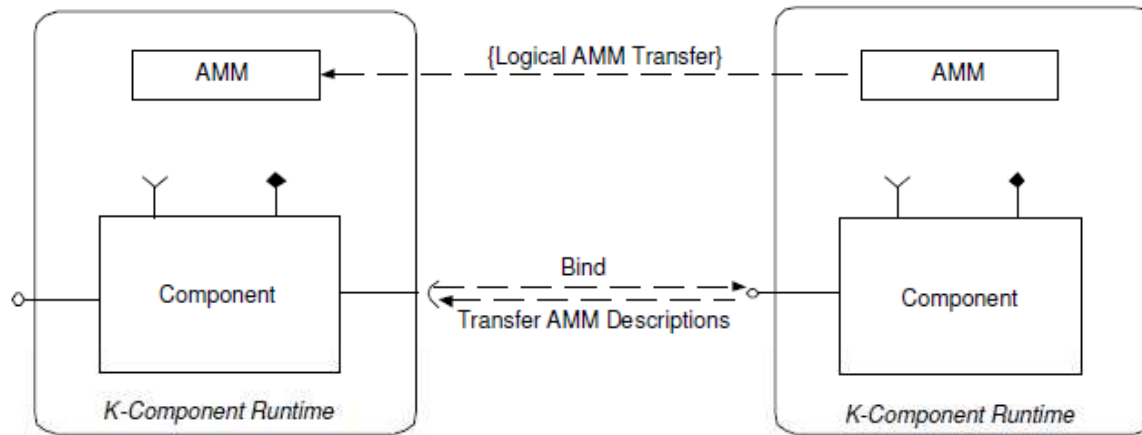 {Logical AMM Transfer}
AMM
AMM
Bind
Component
Component
Transfer AMM Descriptions
K-Component Runtime
K-Component Runtime